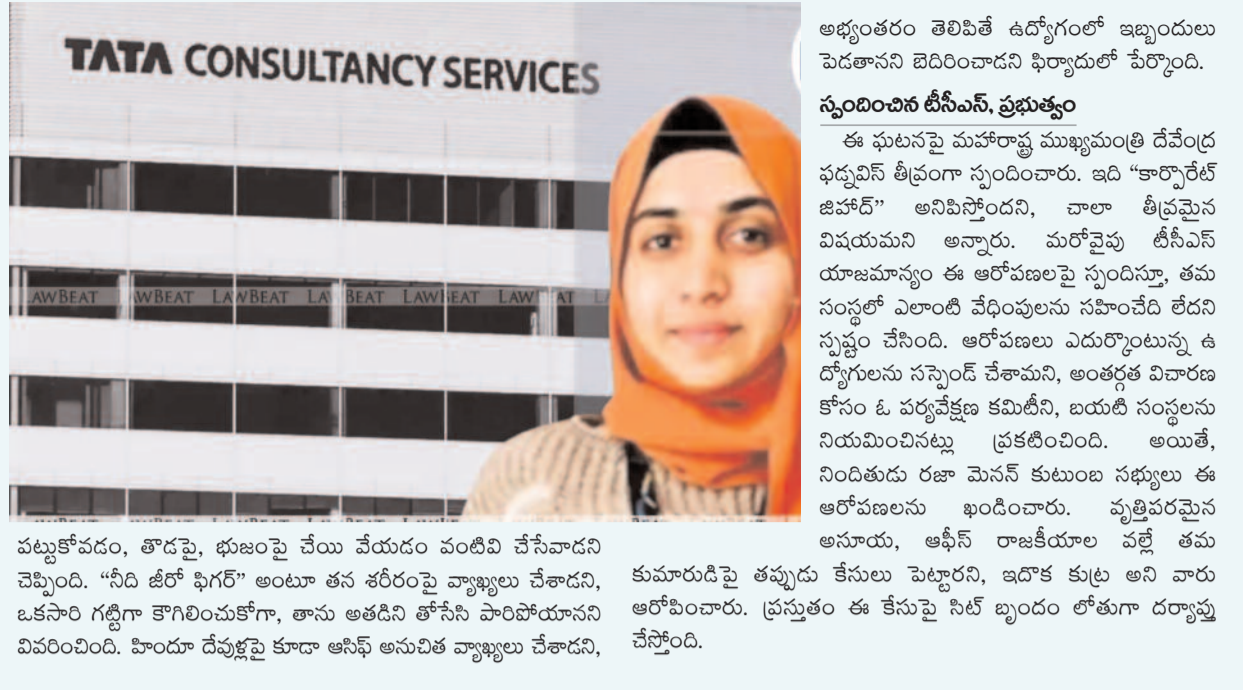 TATA CONSULTANCY SERVICES
LAWBEAT LAWBEAT LAWBEAT LAWBEAT LAWBEAT LAWBEAT
పట్టుకోవడం, తొడపై, భుజంపై చేయి వేయడం వంటివి చేసేవాడని
చెప్పింది. “నీది జీరో ఫిగర్” అంటూ తన శరీరంపై వ్యాఖ్యలు చేశాడని,
ఒకసారి గట్టిగా కౌగిలించుకోగా, తాను అతడిని తోసేసి పారిపోయానని
వివరించింది. హిందూ దేవుళ్లపై కూడా ఆసిఫ్ అనుచిత వ్యాఖ్యలు చేశాడని,
అభ్యంతరం తెలిపితే ఉద్యోగంలో ఇబ్బందులు
పెడతానని బెదిరించాడని ఫిర్యాదులో పేర్కొంది.
స్పందించిన టీసీఎస్, ప్రభుత్వం
ఈ ఘటనపై మహారాష్ట్ర ముఖ్యమంత్రి దేవేంద్ర
ఫడ్నవిస్ తీవ్రంగా స్పందించారు. ఇది “కార్పొరేట్
జిహాద్” అనిపిస్తోందని, చాలా తీవ్రమైన
విషయమని అన్నారు. మరోవైపు టీసీఎస్
యాజమాన్యం ఈ ఆరోపణలపై స్పందిస్తూ, తమ
సంస్థలో ఎలాంటి వేధింపులను సహించేది లేదని
స్పష్టం చేసింది. ఆరోపణలు ఎదుర్కొంటున్న ఉ
ద్యోగులను సస్పెండ్ చేశామని, అంతర్గత విచారణ
కోసం ఓ పర్యవేక్షణ కమిటీని, బయటి సంస్థలను
నియమించినట్లు ప్రకటించింది. అయితే,
నిందితుడు రజా మెనన్ కుటుంబ సభ్యులు ఈ
ఆరోపణలను ఖండించారు. వృత్తిపరమైన
అసూయ, ఆఫీస్ రాజకీయాల వల్లే తమ
కుమారుడిపై తప్పుడు కేసులు పెట్టారని, ఇదొక కుట్ర అని వారు
ఆరోపించారు. ప్రస్తుతం ఈ కేసుపై సిట్ బృందం లోతుగా దర్యాప్తు
చేస్తోంది.